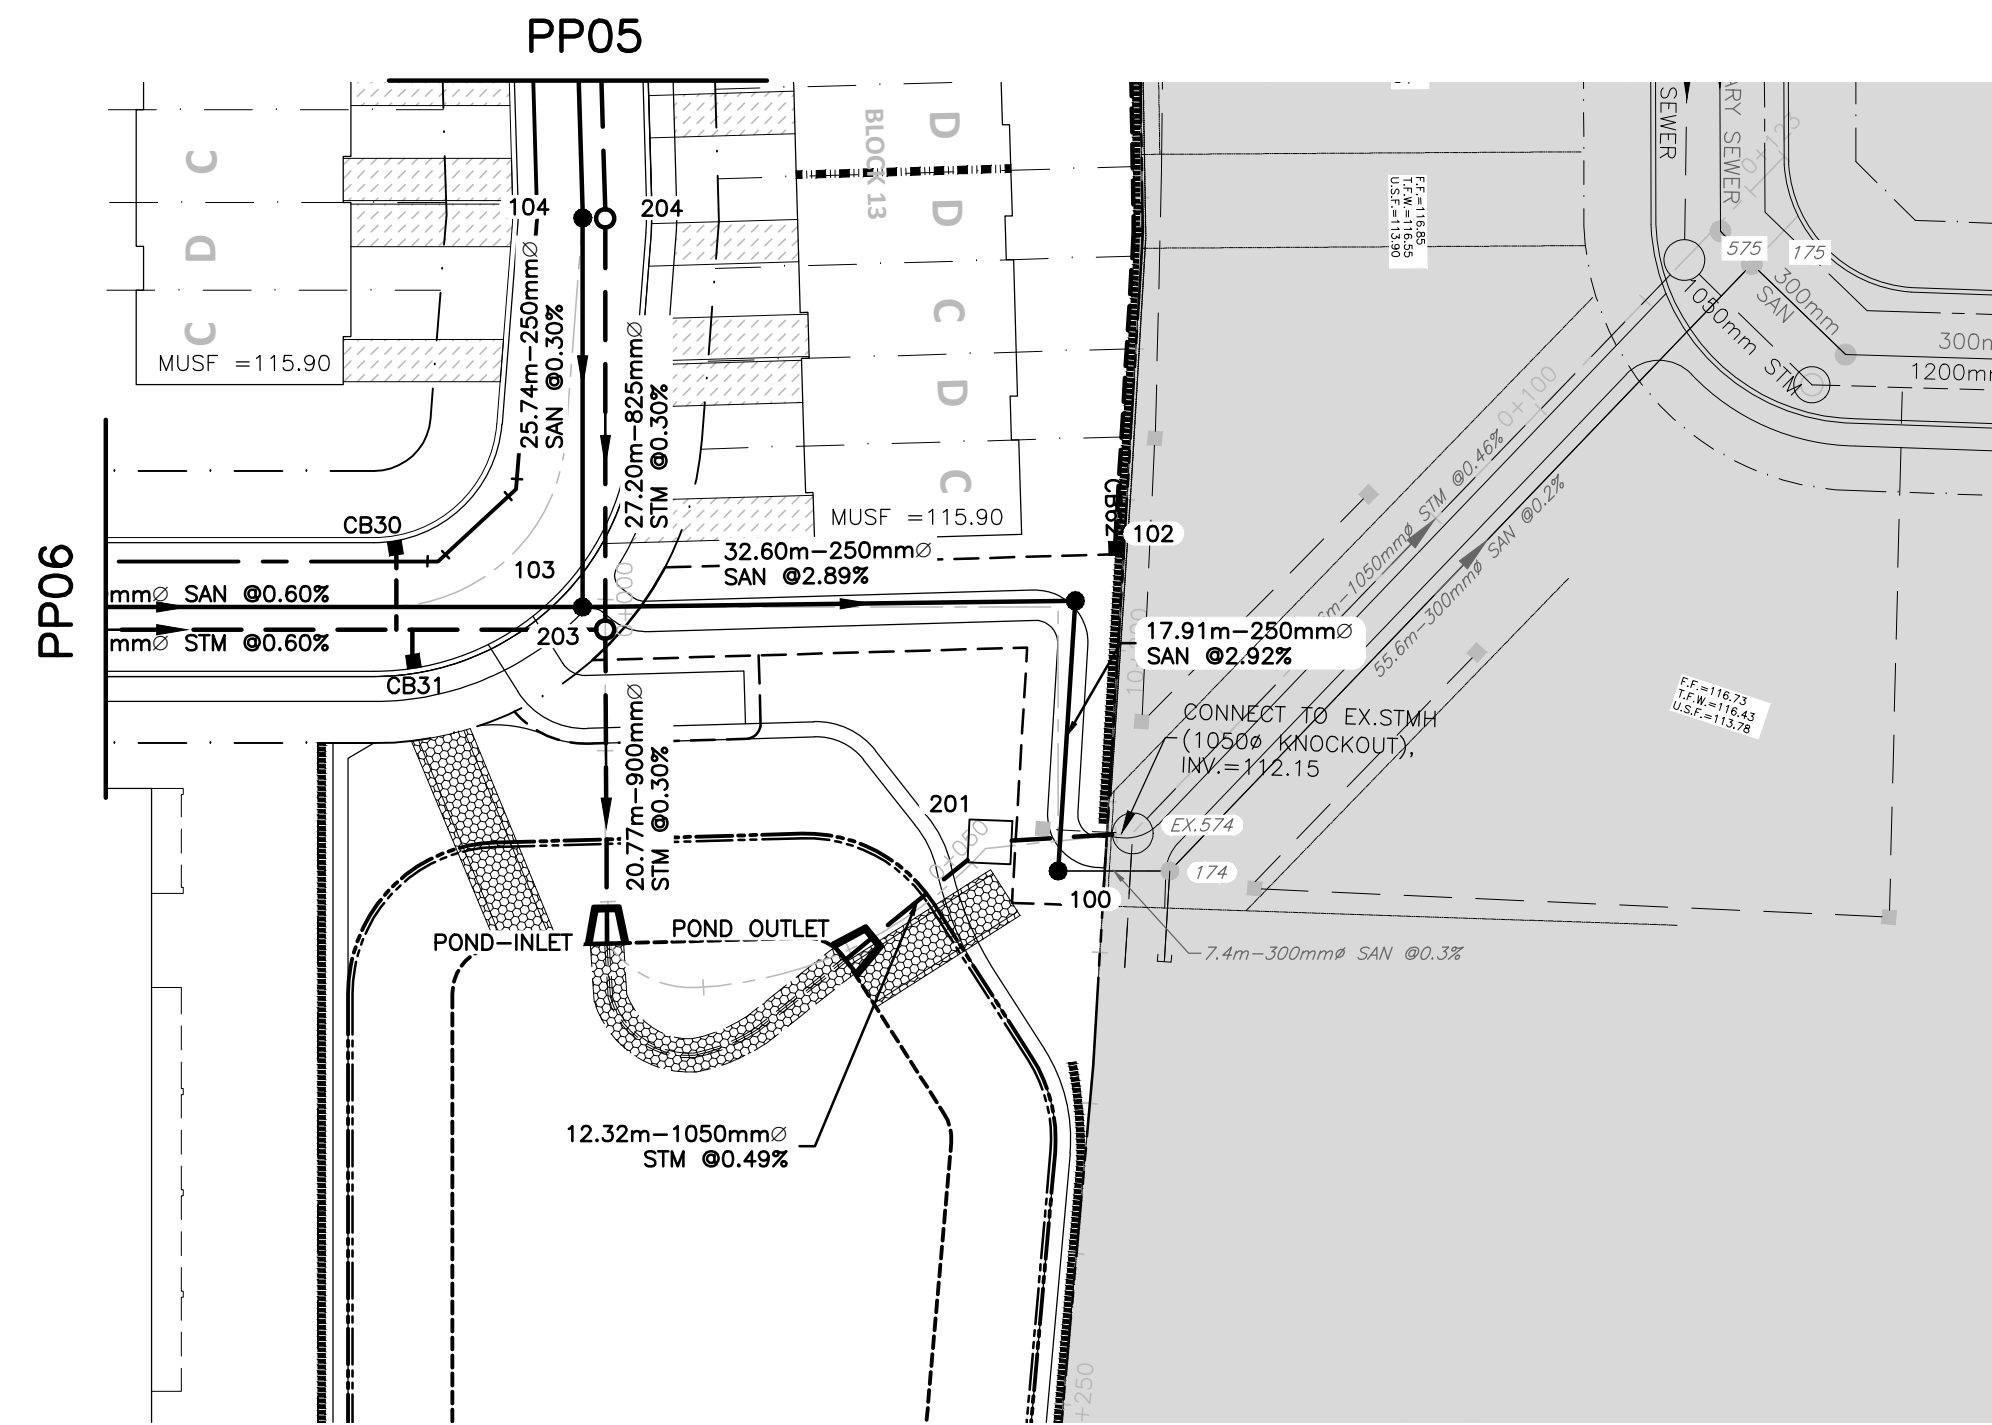 PP05
PP06
C
D
C
MUSF =115.90
BLOCK 13
D
D
C
D
C
MUSF =115.90
104
204
25.74m-250mmØ
SAN @0.30%
27.20m-825mmØ
STM @0.30%
CB30
103
mmØ SAN @0.60%
203
mmØ STM @0.60%
CB31
32.60m-250mmØ
SAN @2.89%
102
17.91m-250mmØ
SAN @2.92%
CONNECT TO EX.STMH
(1050ø KNOCKOUT),
INV.=112.15
20.77m-900mmØ
STM @0.30%
201
0+050
EX.574
174
100
POND-INLET
POND OUTLET
7.4m-300mmø SAN @0.3%
12.32m-1050mmØ
STM @0.49%
+250
F.F.=116.85
T.F.W.=116.55
U.S.F.=113.90
SEWER
ARY SEWER
0+123
575
175
300mm
SAN
1050mm STM
300m
1200m
0+100
m-1050mmø STM @0.46%
55.6m-300mmø SAN @0.2%
F.F.=116.73
T.F.W.=116.43
U.S.F.=113.78